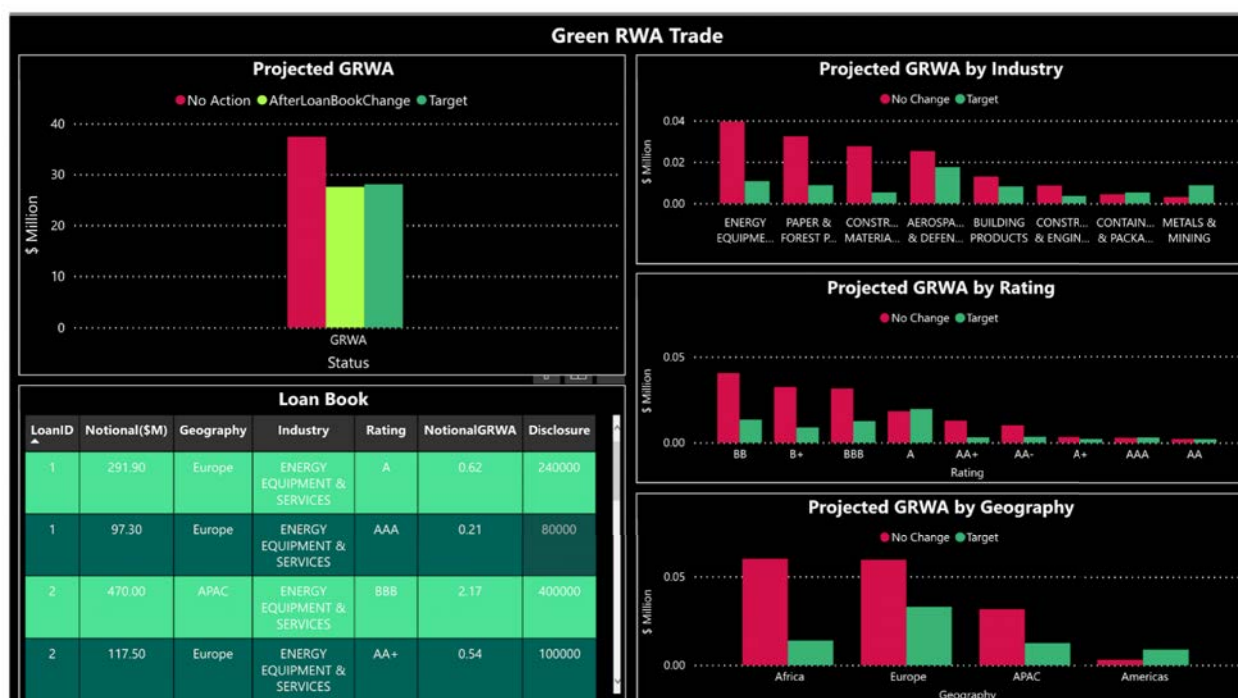 Green RWA Trade
Projected GRWA
No Action AfterLoanBookChange Target
40
30
20
10
0
$ Million
GRWA
Status
Loan Book
LoanID Notional($M) Geography Industry Rating NotionalGRWA Disclosure
1 291.90 Europe ENERGY EQUIPMENT & SERVICES A 0.62 240000
1 97.30 Europe ENERGY EQUIPMENT & SERVICES AAA 0.21 80000
2 470.00 APAC ENERGY EQUIPMENT & SERVICES BBB 2.17 400000
2 117.50 Europe ENERGY EQUIPMENT & SERVICES AA+ 0.54 100000
Projected GRWA by Industry
No Change Target
0.04
0.02
0.00
$ Million
ENERGY PAPER & CONSTR... AEROSPA... BUILDING CONSTR... CONTAIN... METALS &
EQUIPME... FOREST P... MATERIA... & DEFEN... PRODUCTS & ENGIN... & PACKA... MINING
Projected GRWA by Rating
No Change Target
0.05
0.00
$ Million
BB B+ BBB A AA+ AA- A+ AAA AA
Rating
Projected GRWA by Geography
No Change Target
0.05
0.00
$ Million
Africa Europe APAC Americas
Geography